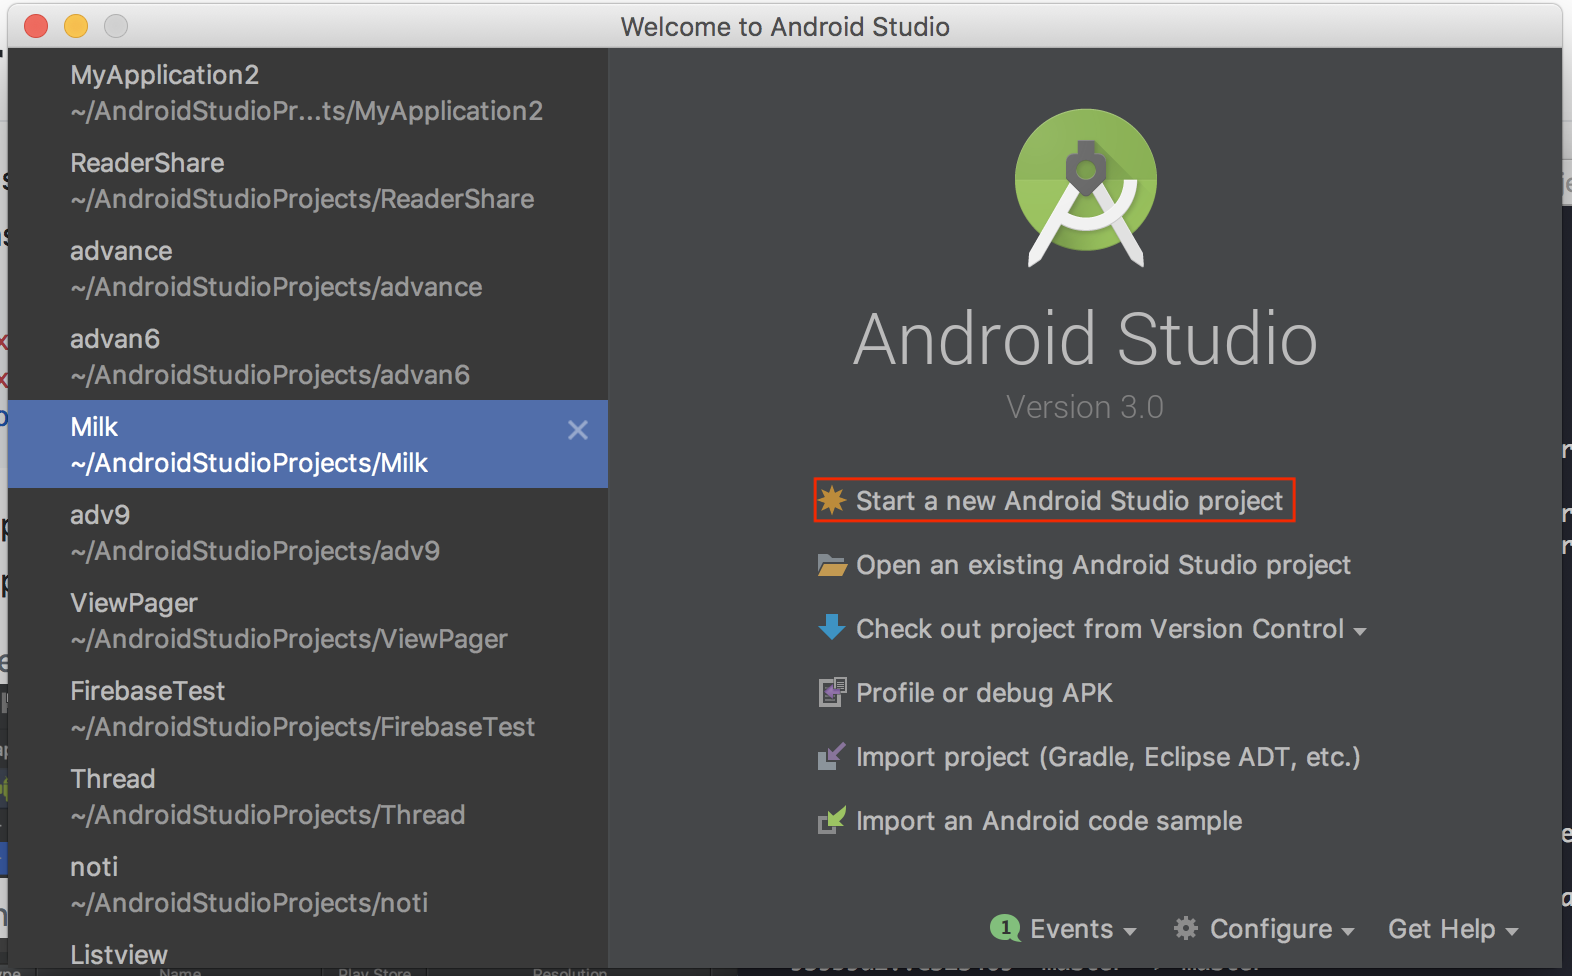 Welcome to Android Studio
MyApplication2
~/AndroidStudioPr...ts/MyApplication2
ReaderShare
~/AndroidStudioProjects/ReaderShare
advance
~/AndroidStudioProjects/advance
advan6
~/AndroidStudioProjects/advan6
Milk
~/AndroidStudioProjects/Milk
adv9
~/AndroidStudioProjects/adv9
ViewPager
~/AndroidStudioProjects/ViewPager
FirebaseTest
~/AndroidStudioProjects/FirebaseTest
Thread
~/AndroidStudioProjects/Thread
noti
~/AndroidStudioProjects/noti
Listview
Android Studio
Version 3.0
Start a new Android Studio project
Open an existing Android Studio project
Check out project from Version Control
Profile or debug APK
Import project (Gradle, Eclipse ADT, etc.)
Import an Android code sample
1 Events
Configure
Get Help
Name
Play Store
Resolution